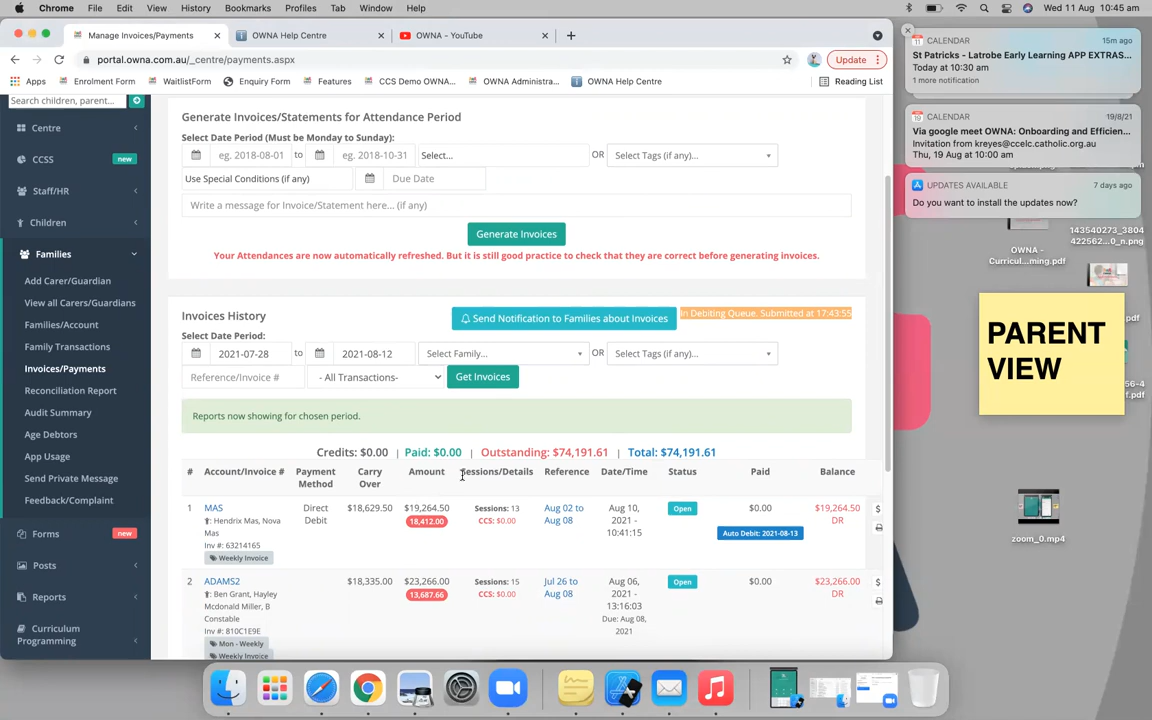 Chrome File Edit View History Bookmarks Profiles Tab Window Help
Wed 11 Aug 10:45 am
Manage Invoices/Payments
OWNA Help Centre
OWNA - YouTube
portal.owna.com.au/_centre/payments.aspx
Update
Apps
Enrolment Form
WaitlistForm
Enquiry Form
Features
CCS Demo OWNA...
OWNA Administra...
OWNA Help Centre
Reading List
Search children, parent...
Centre
CCSS new
Staff/HR
Children
Families
Add Carer/Guardian
View all Carers/Guardians
Families/Account
Family Transactions
Invoices/Payments
Reconciliation Report
Audit Summary
Age Debtors
App Usage
Send Private Message
Feedback/Complaint
Forms new
Posts
Reports
Curriculum
Programming
Generate Invoices/Statements for Attendance Period
Select Date Period (Must be Monday to Sunday):
eg. 2018-08-01 to eg. 2018-10-31 Select... OR Select Tags (if any)...
Use Special Conditions (if any) Due Date
Write a message for Invoice/Statement here... (if any)
Generate Invoices
Your Attendances are now automatically refreshed. But it is still good practice to check that they are correct before generating invoices.
Invoices History
Send Notification to Families about Invoices
In Debiting Queue. Submitted at 17:43:55
Select Date Period:
2021-07-28 to 2021-08-12 Select Family... OR Select Tags (if any)...
Reference/Invoice # - All Transactions- Get Invoices
Reports now showing for chosen period.
Credits: $0.00 | Paid: $0.00 | Outstanding: $74,191.61 | Total: $74,191.61
# Account/Invoice # Payment Method Carry Over Amount Sessions/Details Reference Date/Time Status Paid Balance
1 MAS
Hendrix Mas, Nova
Mas
Inv #: 63214165
Weekly Invoice
Direct
Debit
$18,629.50
$19,264.50
18,412.00
Sessions: 13
CCS: $0.00
Aug 02 to
Aug 08
Aug 10,
2021 -
10:41:15
Open
$0.00
Auto Debit: 2021-08-13
$19,264.50
DR
$
2 ADAMS2
Ben Grant, Hayley
Mcdonald Miller, B
Constable
Inv #: 810C1E9E
Mon - Weekly
Weekly Invoice
$18,335.00
$23,266.00
13,687.66
Sessions: 15
CCS: $0.00
Jul 26 to
Aug 08
Aug 06,
2021 -
13:16:03
Due: Aug 08,
2021
Open
$0.00
$23,266.00
DR
$
CALENDAR 15m ago
St Patricks - Latrobe Early Learning APP EXTRAS...
Today at 10:30 am
1 more notification
CALENDAR 19/8/21
Via google meet OWNA: Onboarding and Efficien...
Invitation from kreyes@ccelc.catholic.org.au
Thu, 19 Aug at 10:00 am
UPDATES AVAILABLE 7 days ago
Do you want to install the updates now?
143540273_3804
422562...0_n.png
OWNA -
Curricul...ming.pdf
PARENT
VIEW
zoom_0.mp4